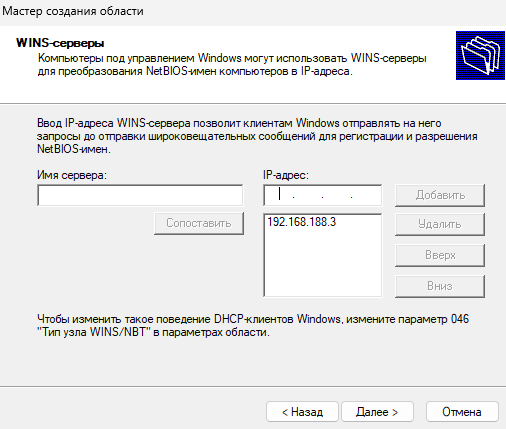 Мастер создания области
WINS-серверы
Компьютеры под управлением Windows могут использовать WINS-серверы
для преобразования NetBIOS-имен компьютеров в IP-адреса.
Ввод IP-адреса WINS-сервера позволит клиентам Windows отправлять на него
запросы до отправки широковещательных сообщений для регистрации и разрешения
NetBIOS-имен.
Имя сервера:
IP-адрес:
. . .
Добавить
Сопоставить
192.168.188.3
Удалить
Вверх
Вниз
Чтобы изменить такое поведение DHCP-клиентов Windows, измените параметр 046
"Тип узла WINS/NBT" в параметрах области.
< Назад
Далее >
Отмена